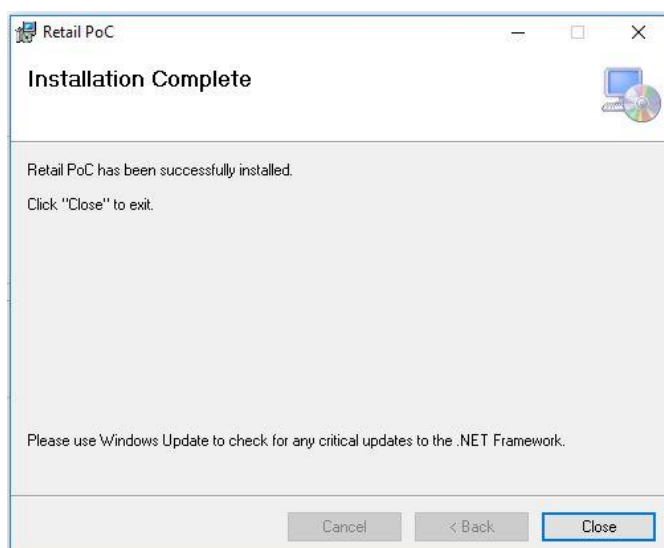 Retail PoC
Installation Complete
Retail PoC has been successfully installed.
Click "Close" to exit.
Please use Windows Update to check for any critical updates to the .NET Framework.
Cancel
< Back
Close